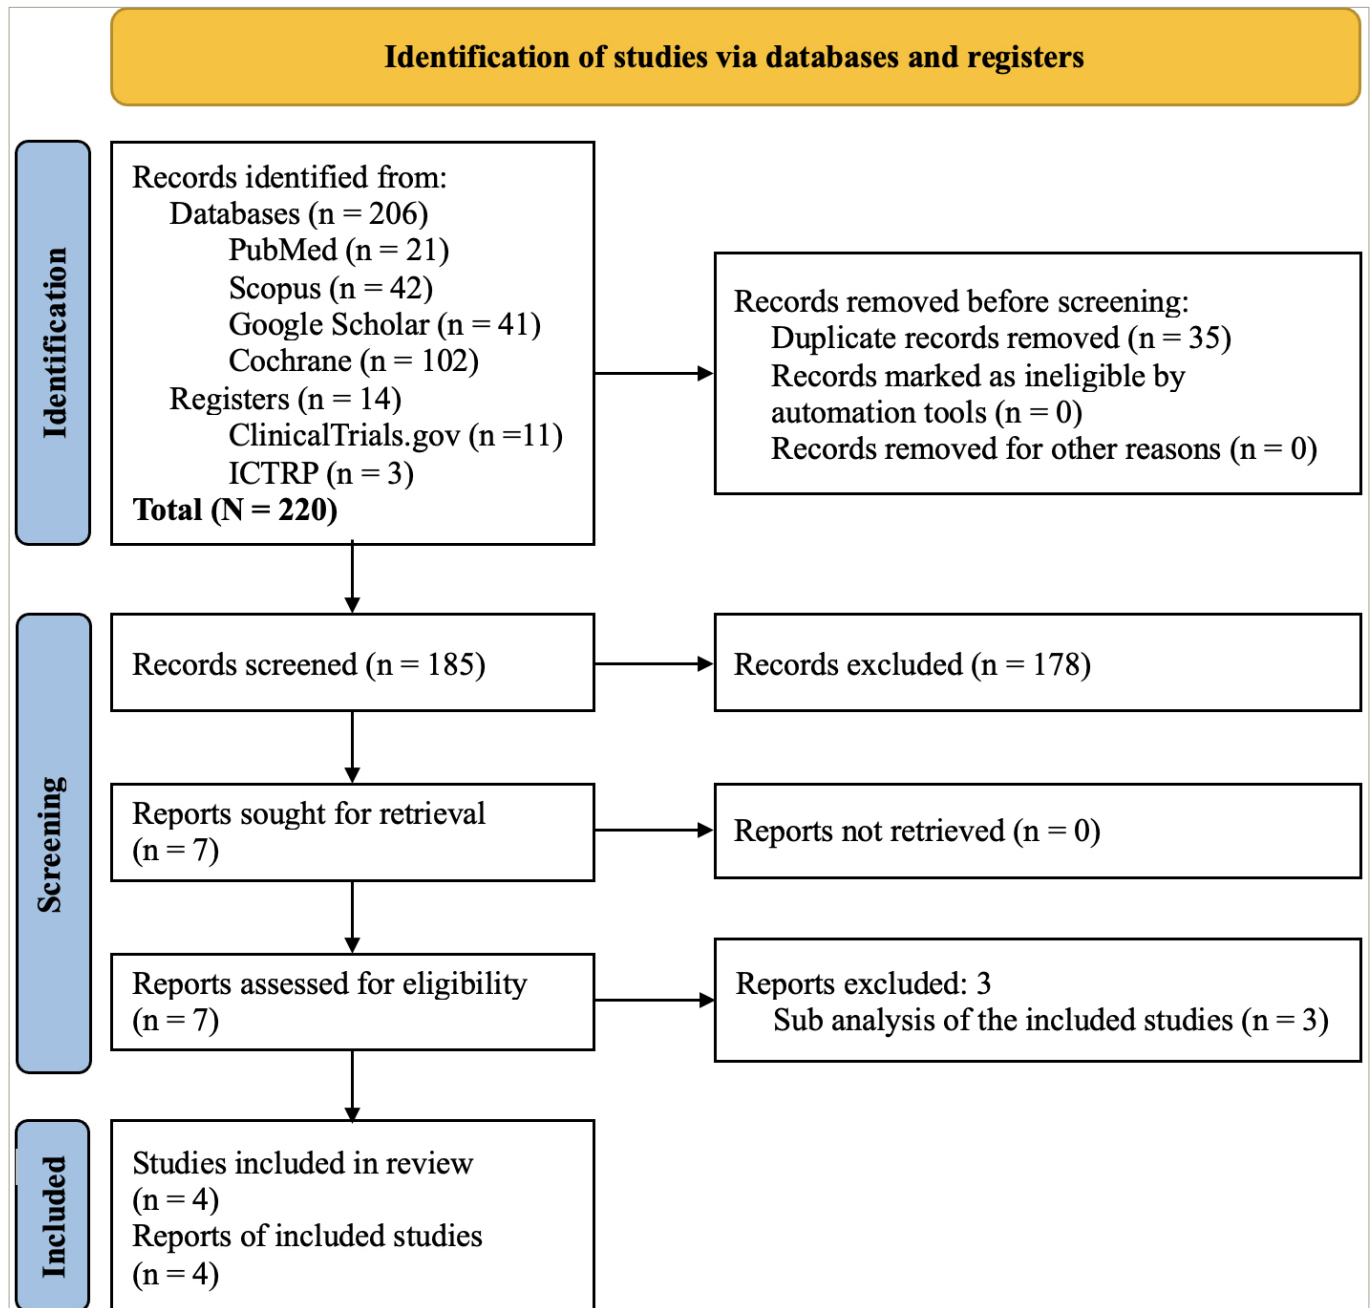 Identification of studies via databases and registers
Identification
Records identified from:
Databases (n = 206)
PubMed (n = 21)
Scopus (n = 42)
Google Scholar (n = 41)
Cochrane (n = 102)
Registers (n = 14)
ClinicalTrials.gov (n =11)
ICTRP (n = 3)
Total (N = 220)
Records removed before screening:
Duplicate records removed (n = 35)
Records marked as ineligible by
automation tools (n = 0)
Records removed for other reasons (n = 0)
Screening
Records screened (n = 185)
Records excluded (n = 178)
Reports sought for retrieval
(n = 7)
Reports not retrieved (n = 0)
Reports assessed for eligibility
(n = 7)
Reports excluded: 3
Sub analysis of the included studies (n = 3)
Included
Studies included in review
(n = 4)
Reports of included studies
(n = 4)